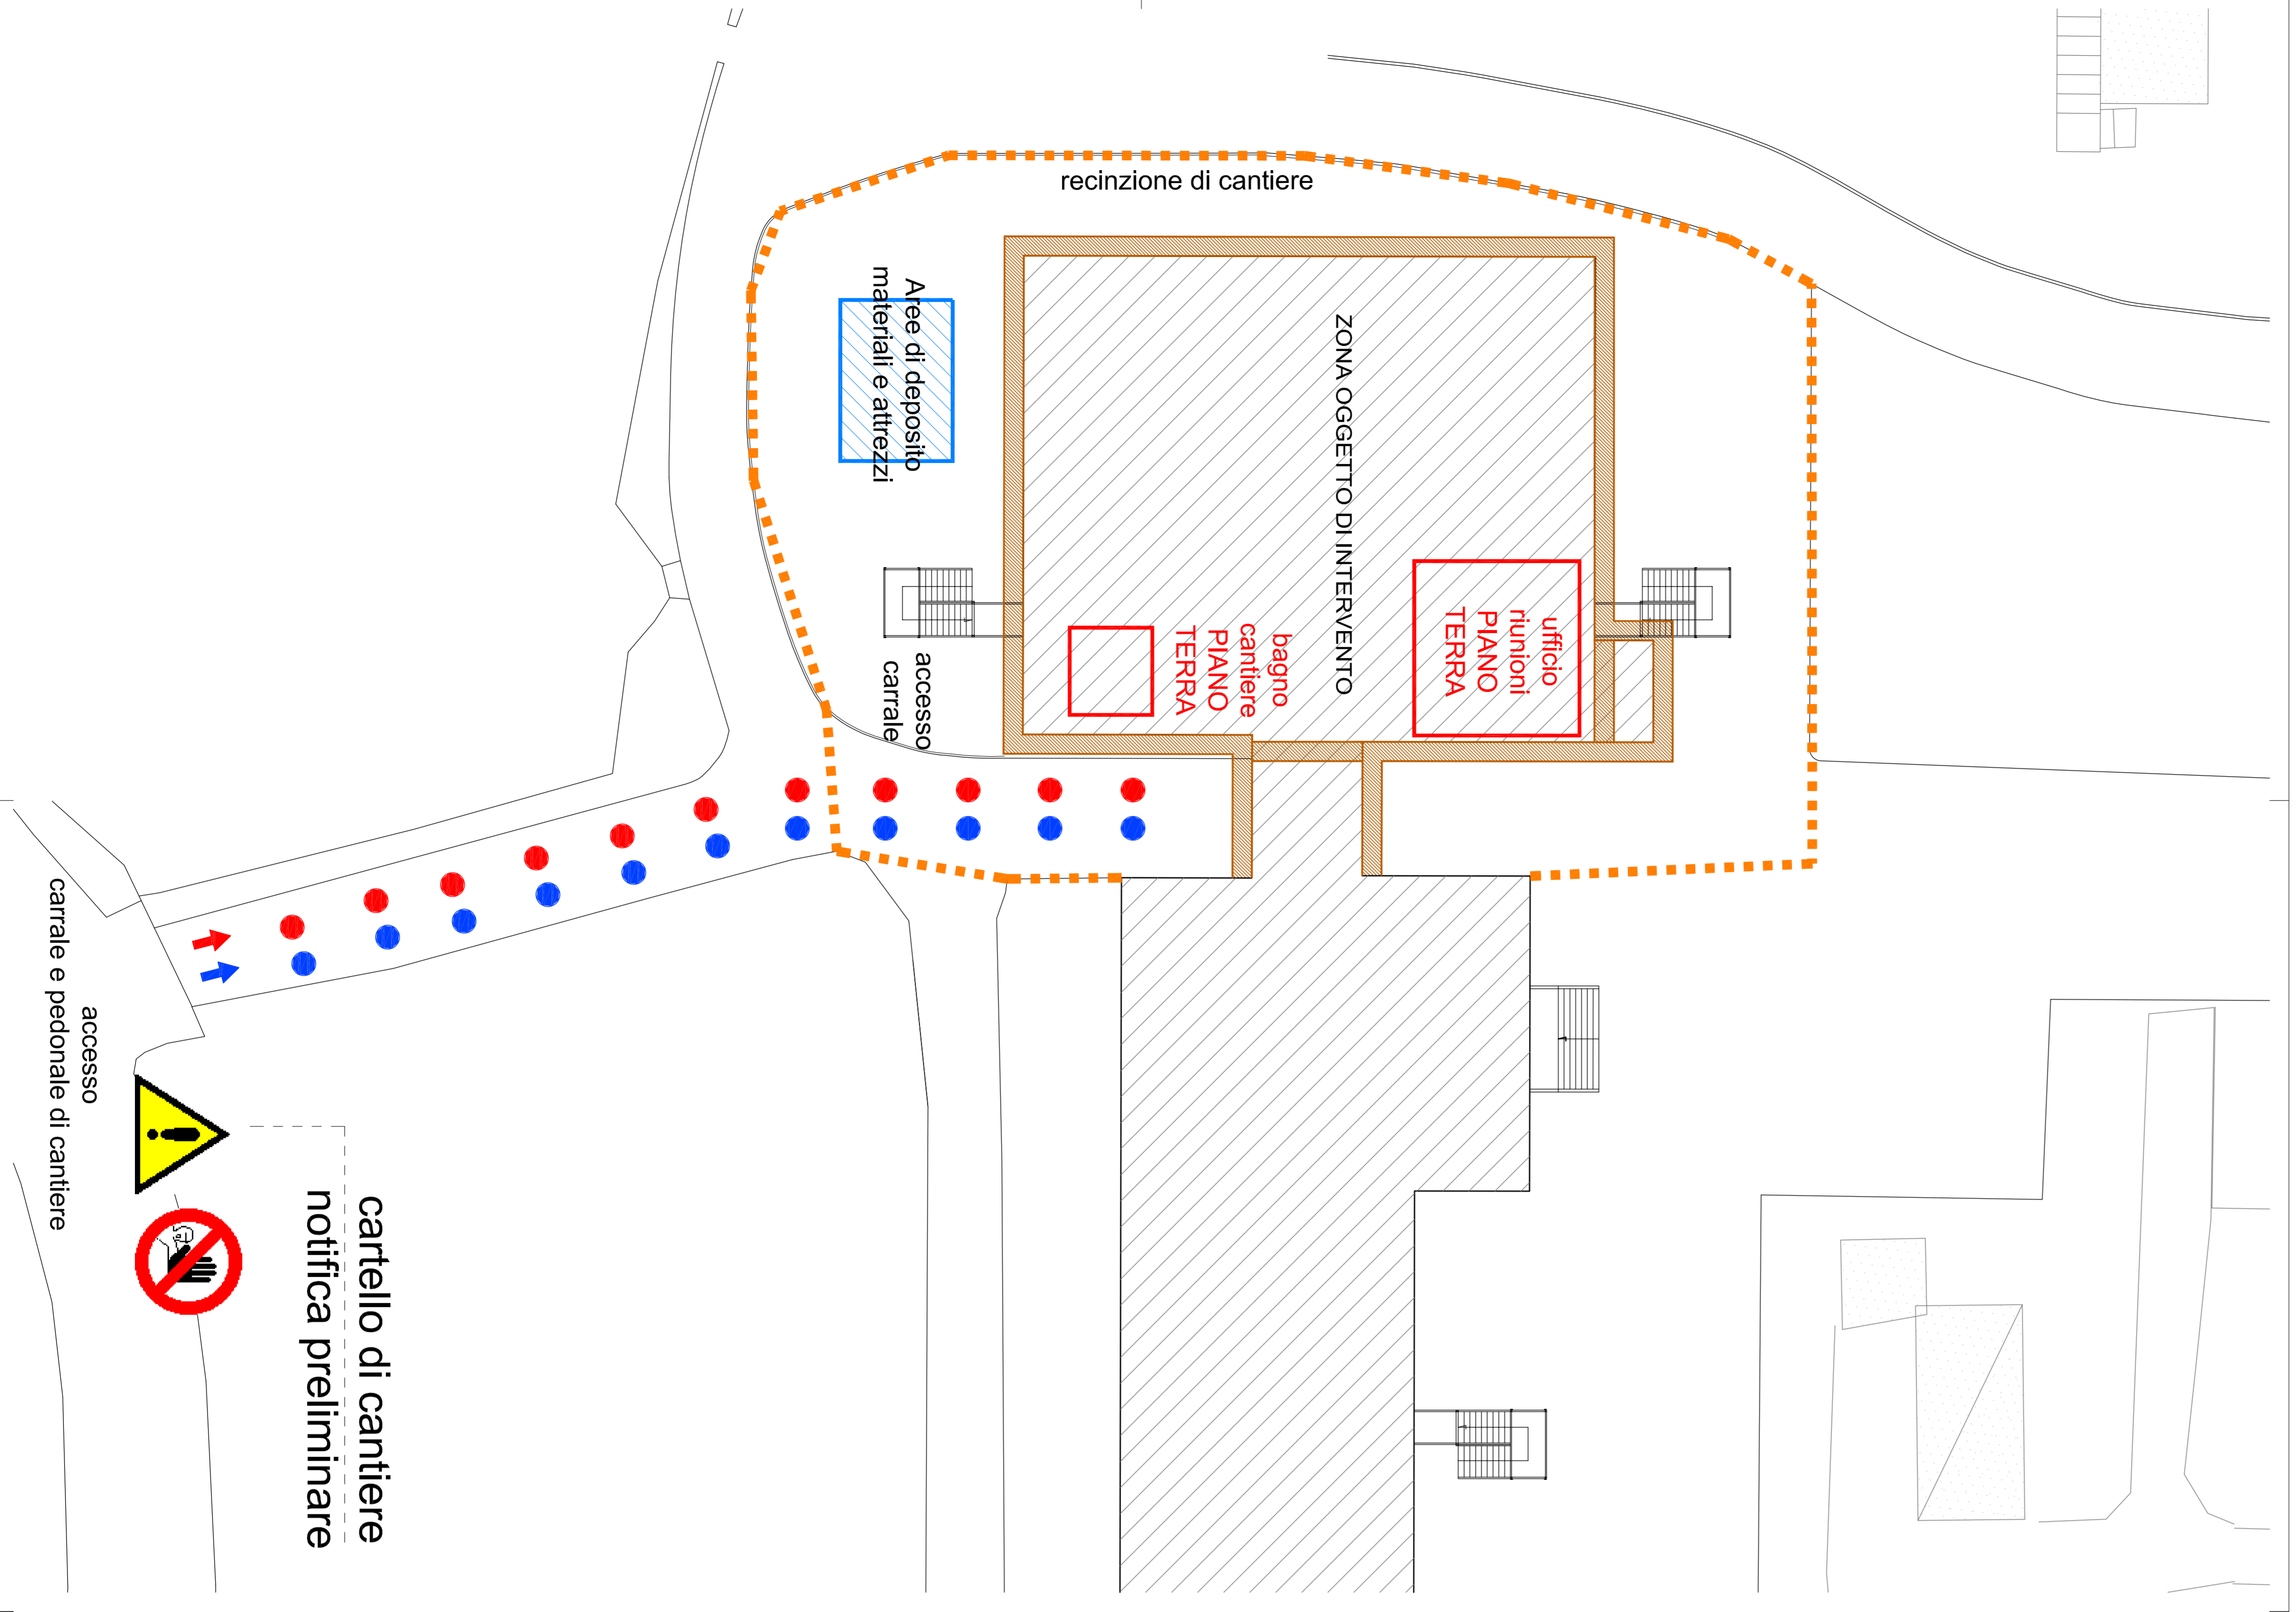 recinzione di cantiere
Aree di deposito
materiali e attrezzi
ZONA OGGETTO DI INTERVENTO
ufficio
riunioni
PIANO
TERRA
bagno
cantiere
PIANO
TERRA
accesso
carrale
accesso
carrale e pedonale di cantiere
cartello di cantiere
notifica preliminare